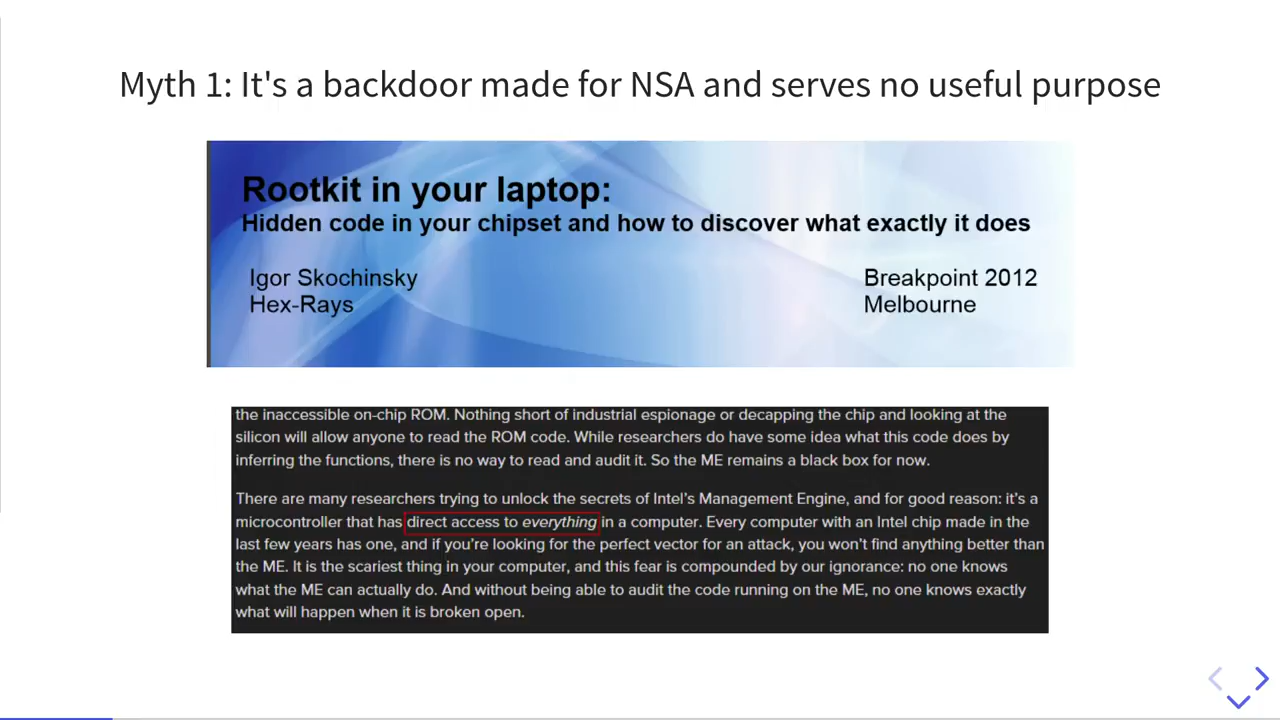 Myth 1: It's a backdoor made for NSA and serves no useful purpose
Rootkit in your laptop:
Hidden code in your chipset and how to discover what exactly it does
Igor Skochinsky
Hex-Rays
Breakpoint 2012
Melbourne
the inaccessible on-chip ROM. Nothing short of industrial espionage or decapping the chip and looking at the
silicon will allow anyone to read the ROM code. While researchers do have some idea what this code does by
inferring the functions, there is no way to read and audit it. So the ME remains a black box for now.
There are many researchers trying to unlock the secrets of Intel's Management Engine, and for good reason: it's a
microcontroller that has direct access to everything in a computer. Every computer with an Intel chip made in the
last few years has one, and if you're looking for the perfect vector for an attack, you won't find anything better than
the ME. It is the scariest thing in your computer, and this fear is compounded by our ignorance: no one knows
what the ME can actually do. And without being able to audit the code running on the ME, no one knows exactly
what will happen when it is broken open.